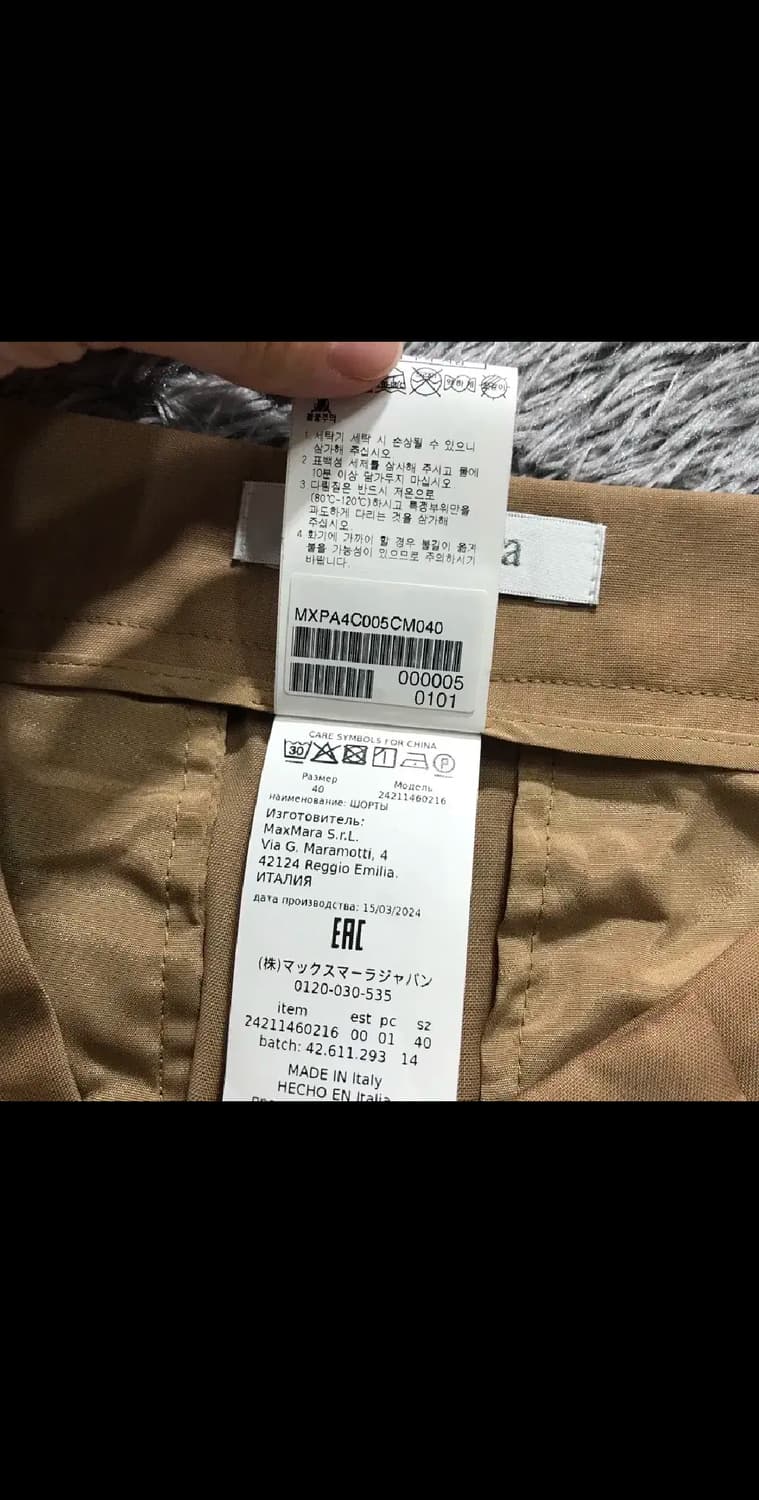 불꽃주의
1. 세탁기 세탁 시 손상될 수 있으니
삼가해 주십시오.
2 표백성 세제를 삼사해 주시고 물에
10분 이상 담가두지 마십시오
3 다림질은 반드시 저온으로
(80℃-120℃)하시고 특정부위만을
과도하게 다리는 것을 삼가해
주십시오.
4. 화기에 가까이 할 경우 불길이 옮겨
붙을 가능성이 있으므로 주의하시기
바랍니다.
a
MXPA4C005CM040
000005
0101
CARE SYMBOLS FOR CHINA
30 P
Размер Модель
40 24211460216
наименование: ШОРТЫ
Изготовитель:
MaxMara S.r.L.
Via G. Maramotti, 4
42124 Reggio Emilia.
ИТАЛИЯ
дата производства: 15/03/2024
EAC
(株)マックスマーラジャパン
0120-030-535
item est pc sz
24211460216 00 01 40
batch: 42.611.293 14
MADE IN Italy
HECHO EN Italia